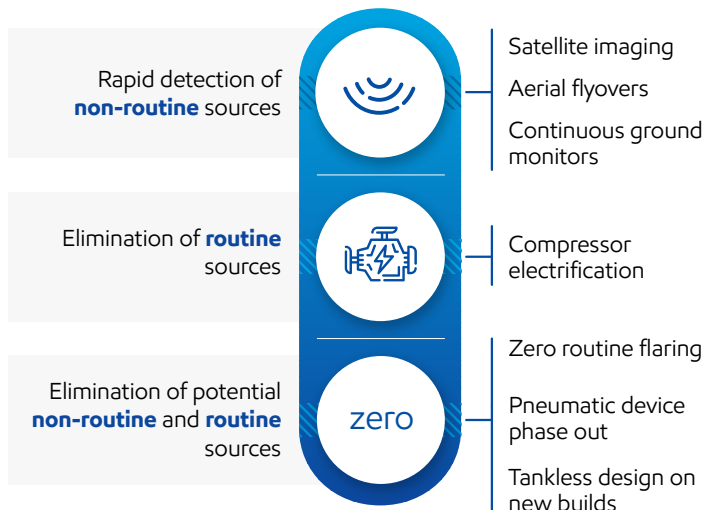 Rapid detection of
non-routine sources
Satellite imaging
Aerial flyovers
Continuous ground
monitors
Elimination of routine
sources
Compressor
electrification
Elimination of potential
non-routine and routine
sources
zero
Zero routine flaring
Pneumatic device
phase out
Tankless design on
new builds